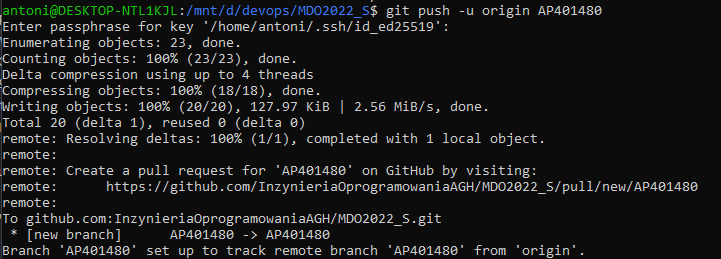 antoni@DESKTOP-NTL1KJL:/mnt/d/devops/MDO2022_S$ git push -u origin AP401480
Enter passphrase for key '/home/antoni/.ssh/id_ed25519':
Enumerating objects: 23, done.
Counting objects: 100% (23/23), done.
Delta compression using up to 4 threads
Compressing objects: 100% (18/18), done.
Writing objects: 100% (20/20), 127.97 KiB | 2.56 MiB/s, done.
Total 20 (delta 1), reused 0 (delta 0)
remote: Resolving deltas: 100% (1/1), completed with 1 local object.
remote:
remote: Create a pull request for 'AP401480' on GitHub by visiting:
remote:      https://github.com/InzynieriaOprogramowaniaAGH/MDO2022_S/pull/new/AP401480
remote:
To github.com:InzynieriaOprogramowaniaAGH/MDO2022_S.git
 * [new branch]      AP401480 -> AP401480
Branch 'AP401480' set up to track remote branch 'AP401480' from 'origin'.